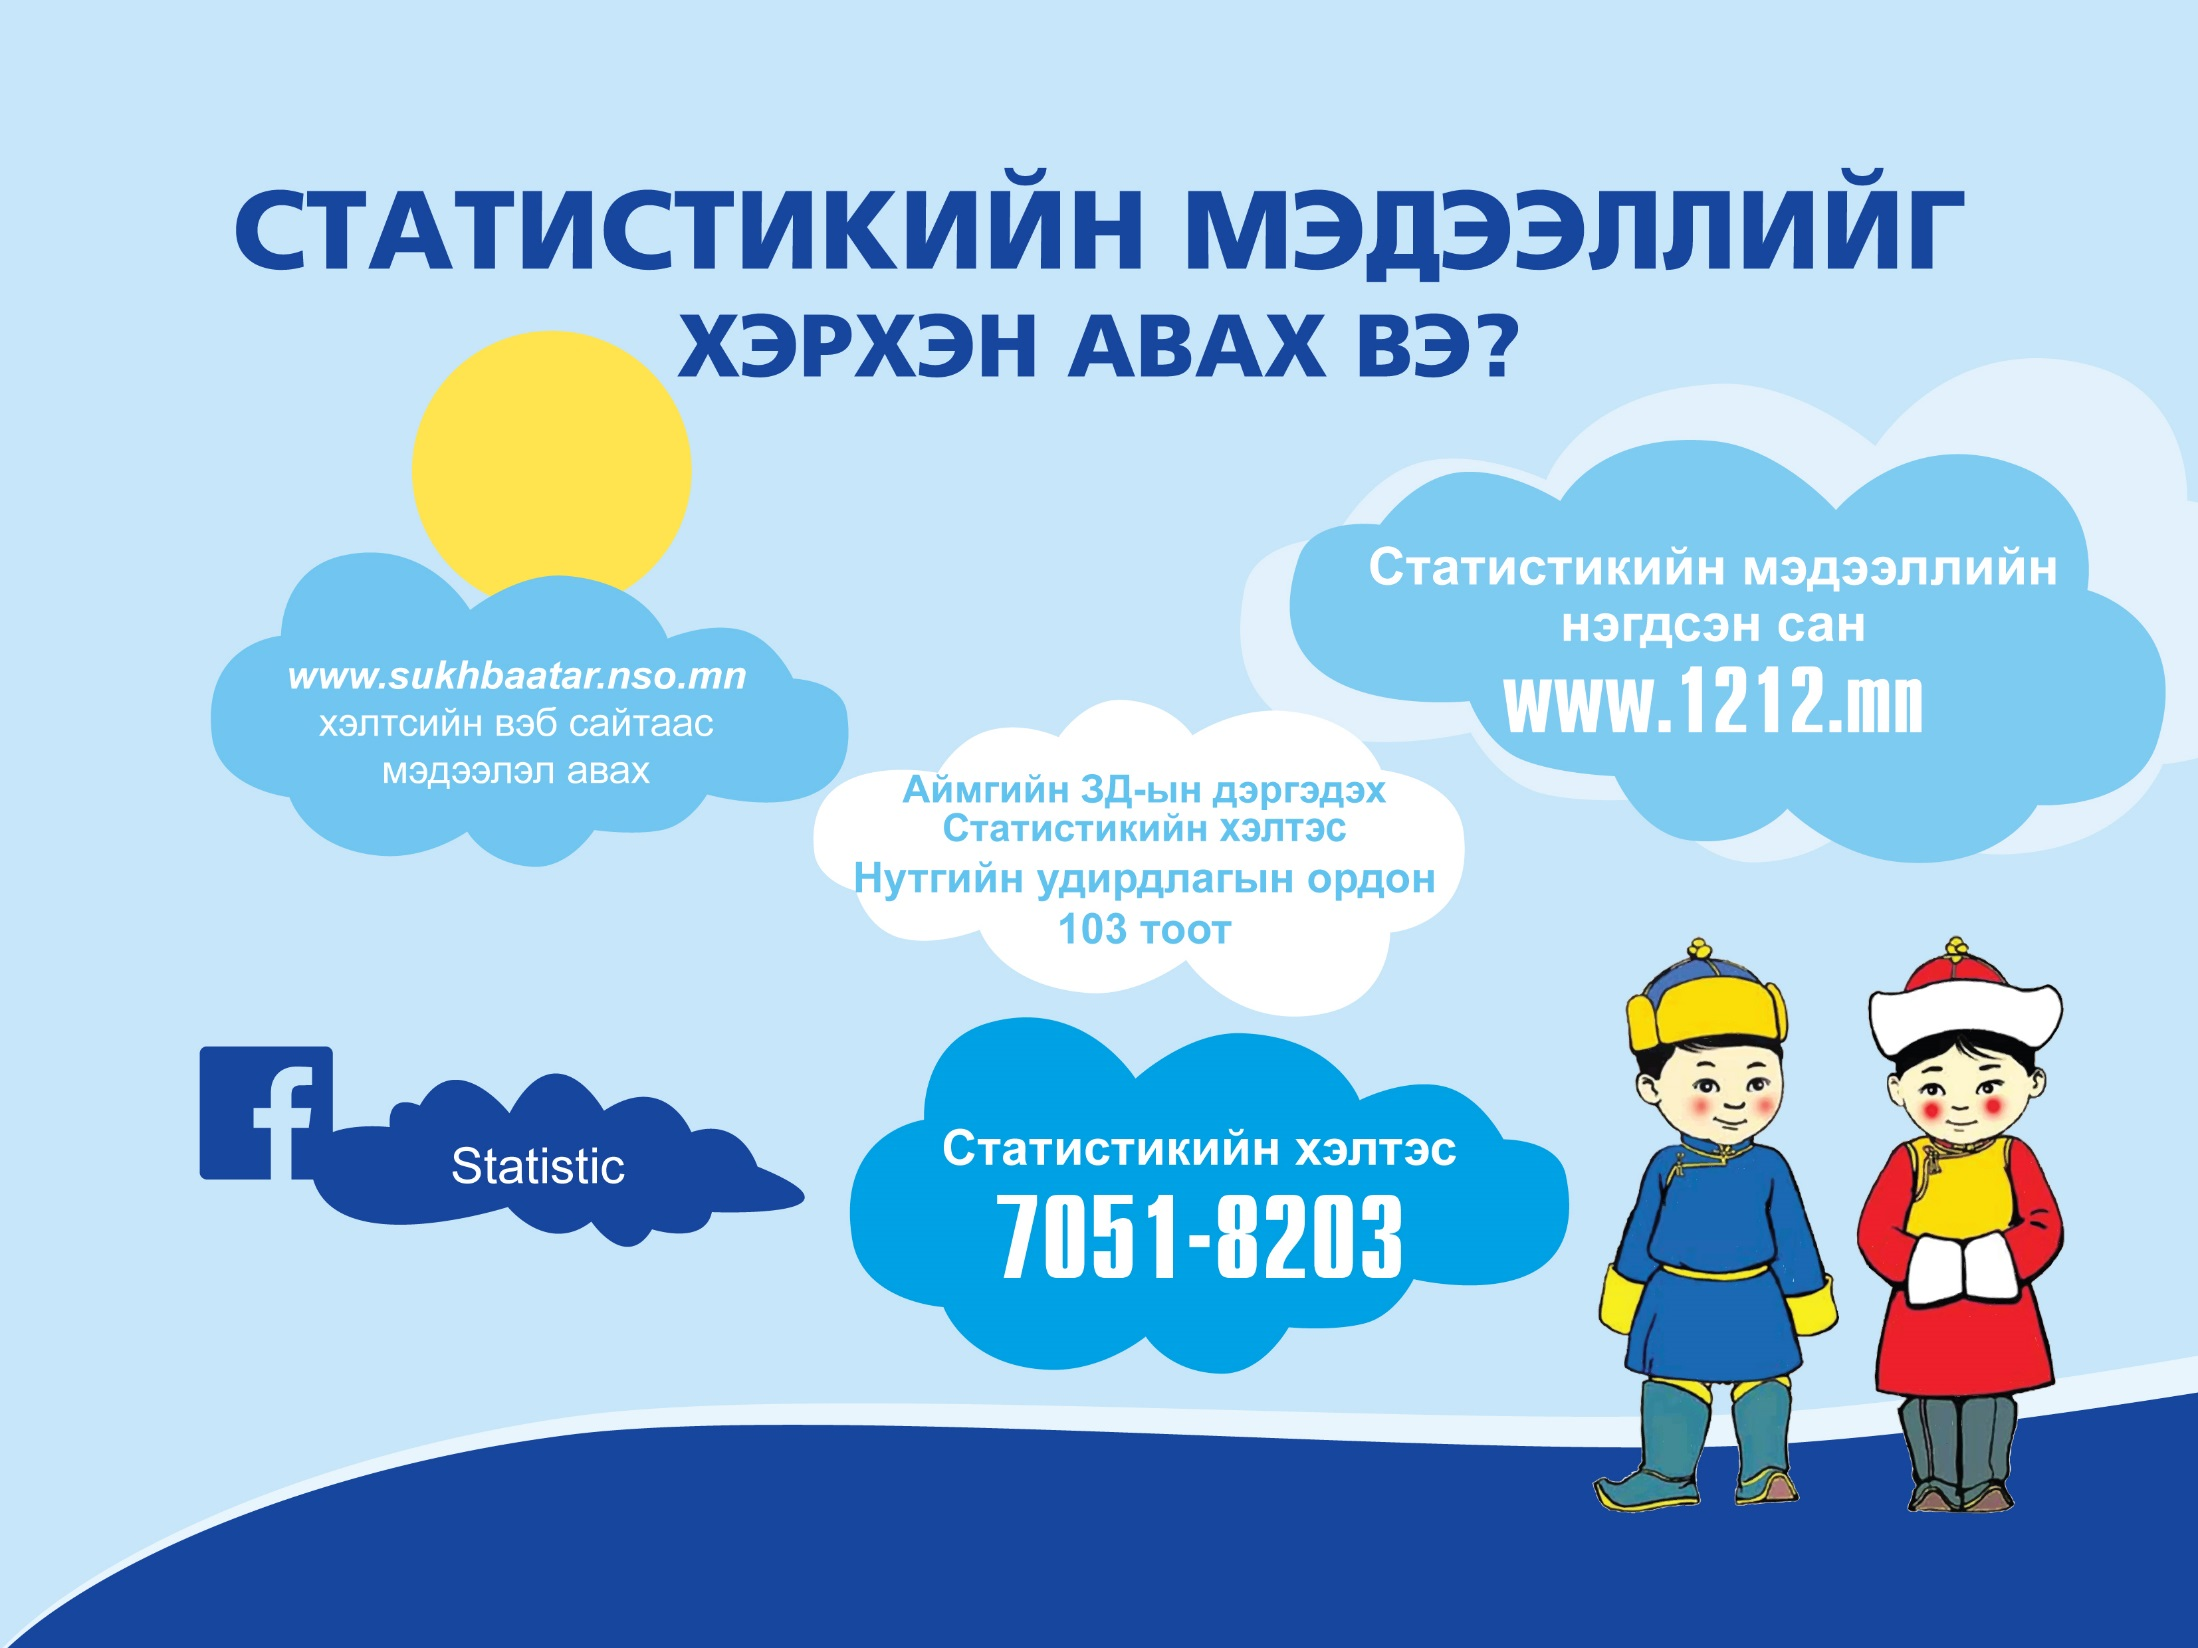 СТАТИСТИКИЙН МЭДЭЭЛЛИЙГ
ХЭРХЭН АВАХ ВЭ?
www.sukhbaatar.nso.mn
хэлтсийн вэб сайтаас
мэдээлэл авах
Статистикийн мэдээллийн
нэгдсэн сан
www.1212.mn
Аймгийн ЗД-ын дэргэдэх
Статистикийн хэлтэс
Нутгийн удирдлагын ордон
103 тоот
f
Statistic
Статистикийн хэлтэс
7051-8203